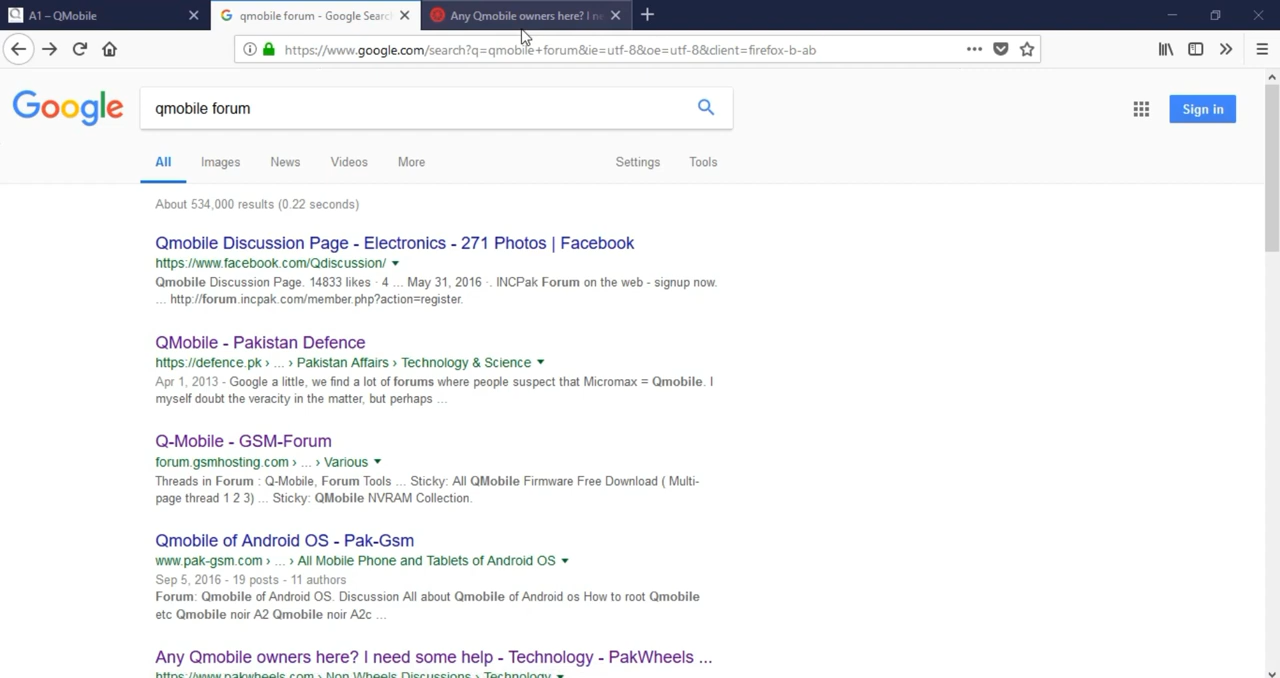 A1 – QMobile
qmobile forum - Google Searc
Any Qmobile owners here? I ne
https://www.google.com/search?q=qmobile+forum&ie=utf-8&oe=utf-8&client=firefox-b-ab
Google
qmobile forum
Sign in
All Images News Videos More Settings Tools
About 534,000 results (0.22 seconds)
Qmobile Discussion Page - Electronics - 271 Photos | Facebook
https://www.facebook.com/Qdiscussion/
Qmobile Discussion Page. 14833 likes · 4 ... May 31, 2016 ·. INCPak Forum on the web - signup now.
... http://forum.incpak.com/member.php?action=register.
QMobile - Pakistan Defence
https://defence.pk › ... › Pakistan Affairs › Technology & Science
Apr 1, 2013 - Google a little, we find a lot of forums where people suspect that Micromax = Qmobile. I
myself doubt the veracity in the matter, but perhaps ...
Q-Mobile - GSM-Forum
forum.gsmhosting.com › ... › Various
Threads in Forum : Q-Mobile, Forum Tools ... Sticky: All QMobile Firmware Free Download ( Multi-
page thread 1 2 3) ... Sticky: QMobile NVRAM Collection.
Qmobile of Android OS - Pak-Gsm
www.pak-gsm.com › ... › All Mobile Phone and Tablets of Android OS
Sep 5, 2016 - 19 posts - 11 authors
Forum: Qmobile of Android OS. Discussion All about Qmobile of Android os How to root Qmobile
etc Qmobile noir A2 Qmobile noir A2c ...
Any Qmobile owners here? I need some help - Technology - PakWheels ...
https://www.pakwheels.com › Non Wheels Discussions › Technology